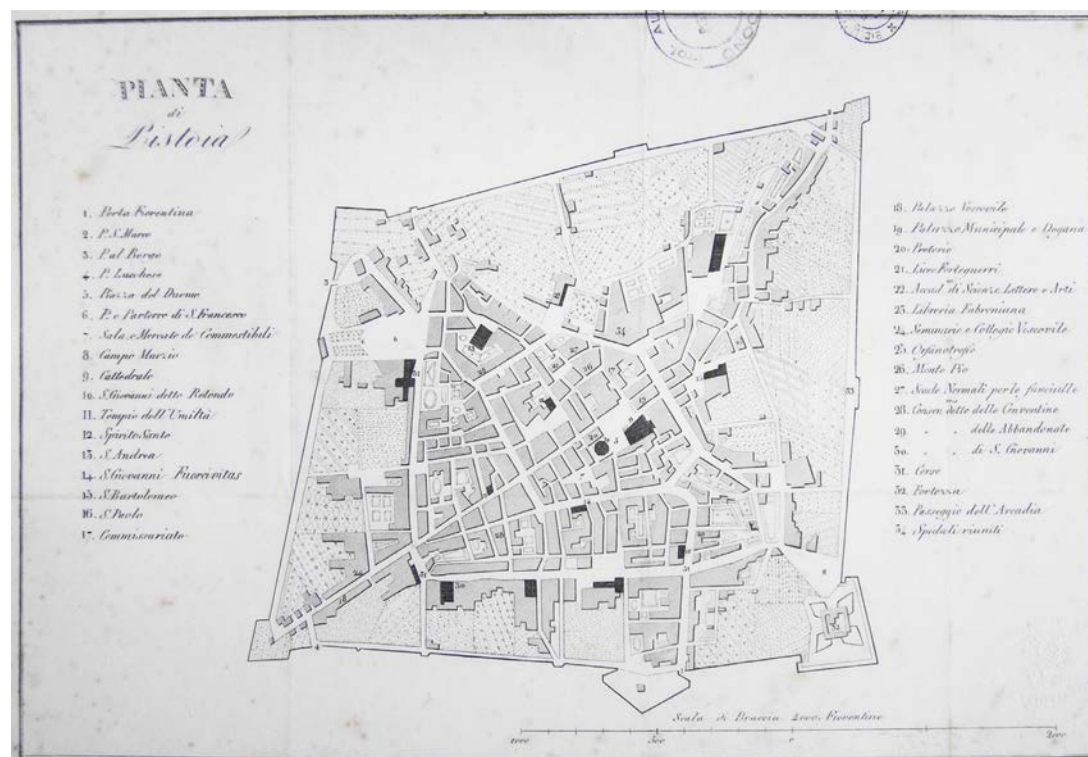 PIANTA
di
Pistoia
1. Porta Fiorentina
2. P. S. Marco
3. P. al Borgo
4. P. Lucchese
5. Piazza del Duomo
6. P. e Parterre di S. Francesco
7. Sala e Mercato de' Commestibili
8. Campo Marzio
9. Cattedrale
10. S. Giovanni detto Rotondo
11. Tempio dell'Umiltà
12. Spirito Santo
13. S. Andrea
14. S. Giovanni Fuorcivitas
15. S. Bartolomeo
16. S. Paolo
17. Commissariato
18. Palazzo Vescovile
19. Palazzo Municipale e Dogana
20. Pretorio
21. Liceo Forteguerri
22. Accad. di Scienze, Lettere e Arti
23. Libreria Fabroniana
24. Seminario e Collegio Vescovile
25. Orfanotrofio
26. Monte Pio
27. Scuole Normali per le fanciulle
28. Conser. detto delle Crocentine
29. " " delle Abbandonate
30. " " di S. Giovanni
31. Corso
32. Fortezza
33. Passeggio dell'Arcadia
34. Spedali riuniti
Scala di Braccia 2000. Fiorentine
1000 500 0 2000